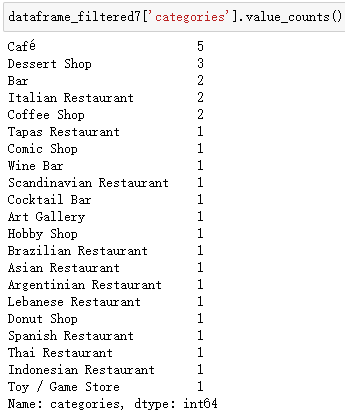 dataframe_filtered7['categories'].value_counts()
Café 5
Dessert Shop 3
Bar 2
Italian Restaurant 2
Coffee Shop 2
Tapas Restaurant 1
Comic Shop 1
Wine Bar 1
Scandinavian Restaurant 1
Cocktail Bar 1
Art Gallery 1
Hobby Shop 1
Brazilian Restaurant 1
Asian Restaurant 1
Argentinian Restaurant 1
Lebanese Restaurant 1
Donut Shop 1
Spanish Restaurant 1
Thai Restaurant 1
Indonesian Restaurant 1
Toy / Game Store 1
Name: categories, dtype: int64